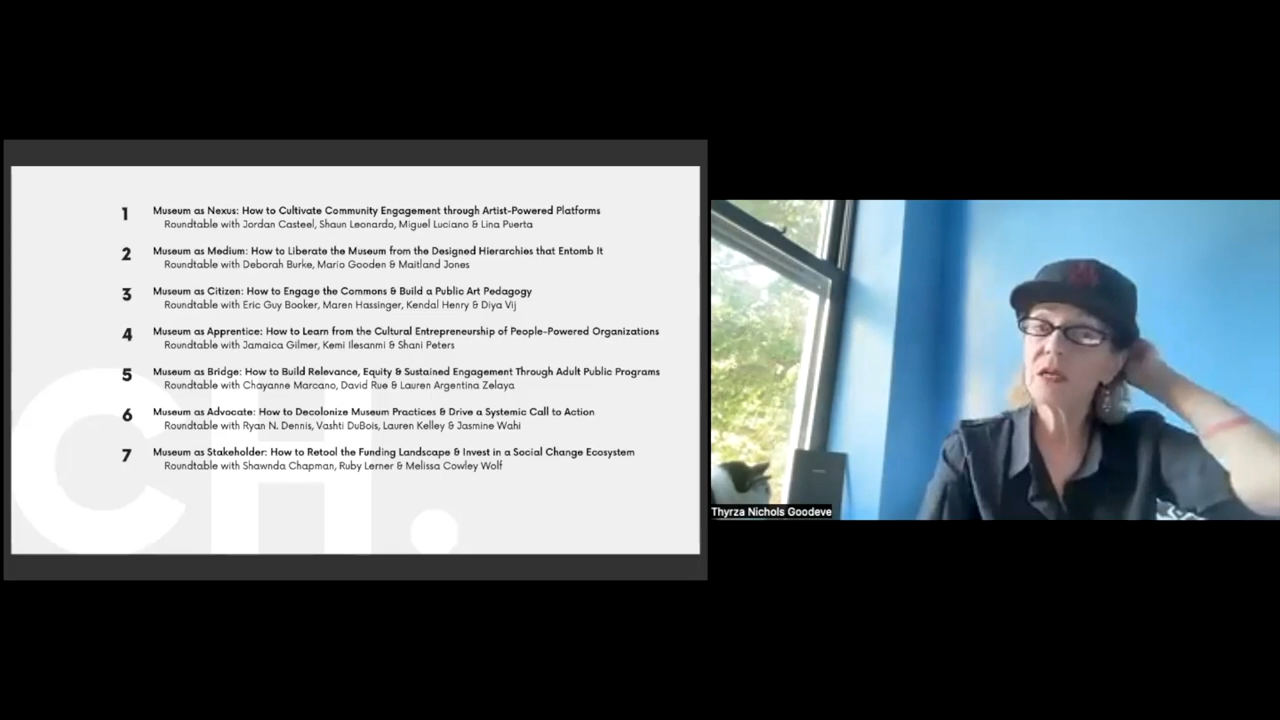 1 Museum as Nexus: How to Cultivate Community Engagement through Artist-Powered Platforms
Roundtable with Jordan Casteel, Shaun Leonardo, Miguel Luciano & Lina Puerta
2 Museum as Medium: How to Liberate the Museum from the Designed Hierarchies that Entomb It
Roundtable with Deborah Burke, Mario Gooden & Maitland Jones
3 Museum as Citizen: How to Engage the Commons & Build a Public Art Pedagogy
Roundtable with Eric Guy Booker, Maren Hassinger, Kendal Henry & Diya Vij
4 Museum as Apprentice: How to Learn from the Cultural Entrepreneurship of People-Powered Organizations
Roundtable with Jamaica Gilmer, Kemi Ilesanmi & Shani Peters
5 Museum as Bridge: How to Build Relevance, Equity & Sustained Engagement Through Adult Public Programs
Roundtable with Chayanne Marcano, David Rue & Lauren Argentina Zelaya
6 Museum as Advocate: How to Decolonize Museum Practices & Drive a Systemic Call to Action
Roundtable with Ryan N. Dennis, Vashti DuBois, Lauren Kelley & Jasmine Wahi
7 Museum as Stakeholder: How to Retool the Funding Landscape & Invest in a Social Change Ecosystem
Roundtable with Shawnda Chapman, Ruby Lerner & Melissa Cowley Wolf
CH.
Thyrza Nichols Goodeve